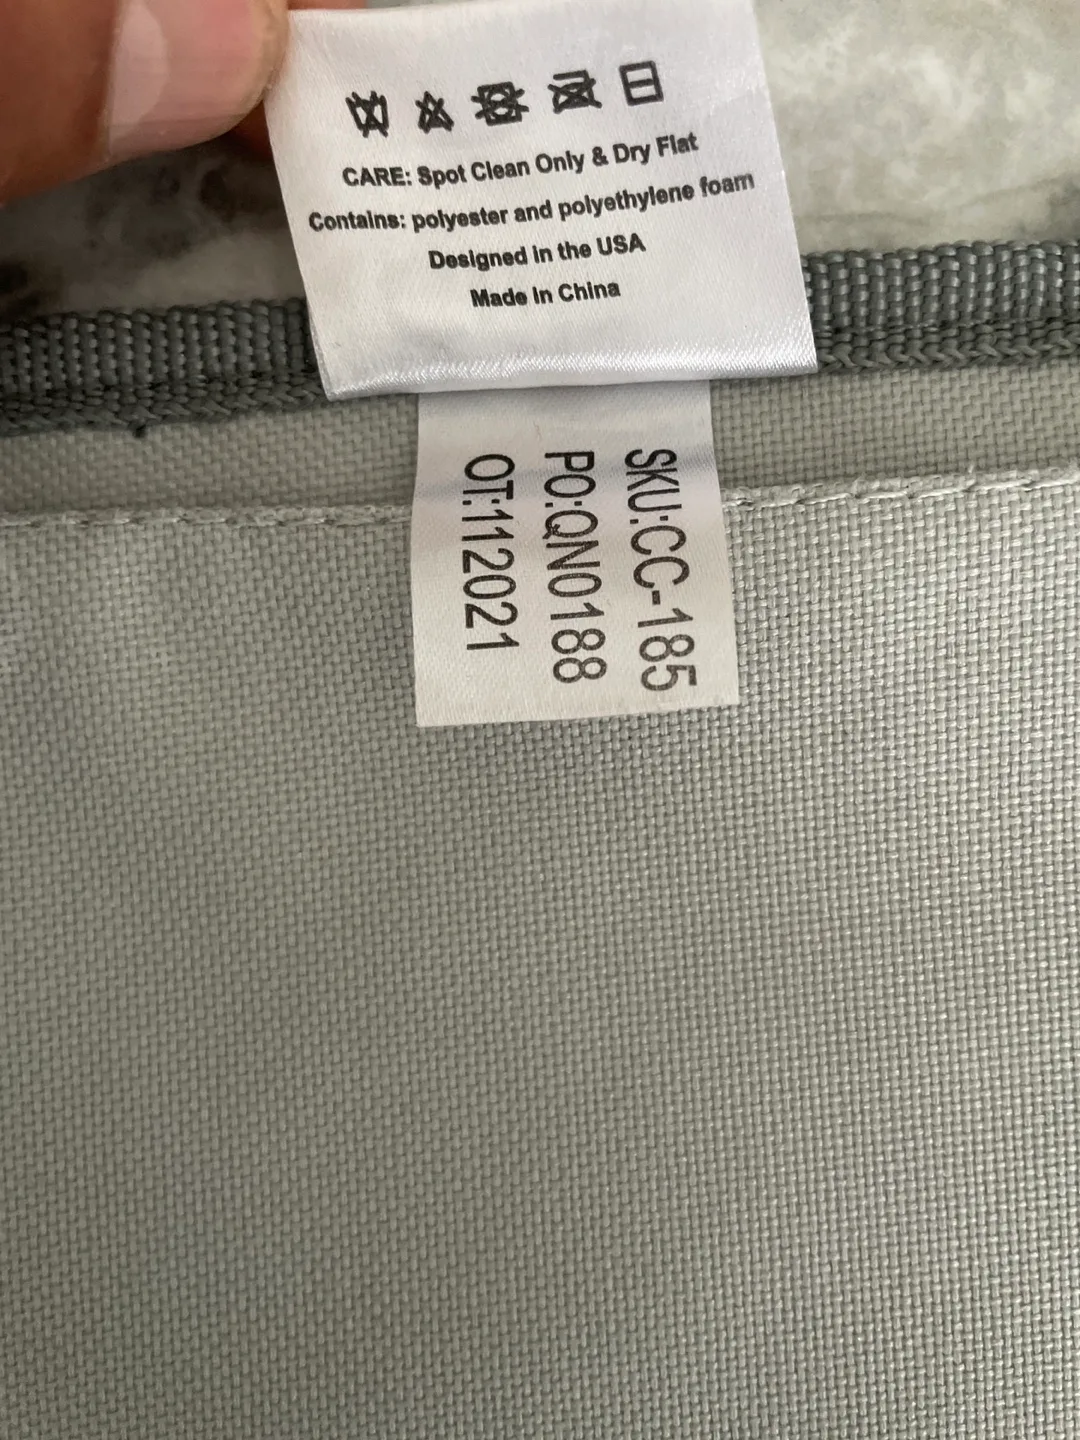 CARE: Spot Clean Only & Dry Flat
Contains: polyester and polyethylene foam
Designed in the USA
Made in China
SKU:CC-185
PO:QN0188
OT:112021